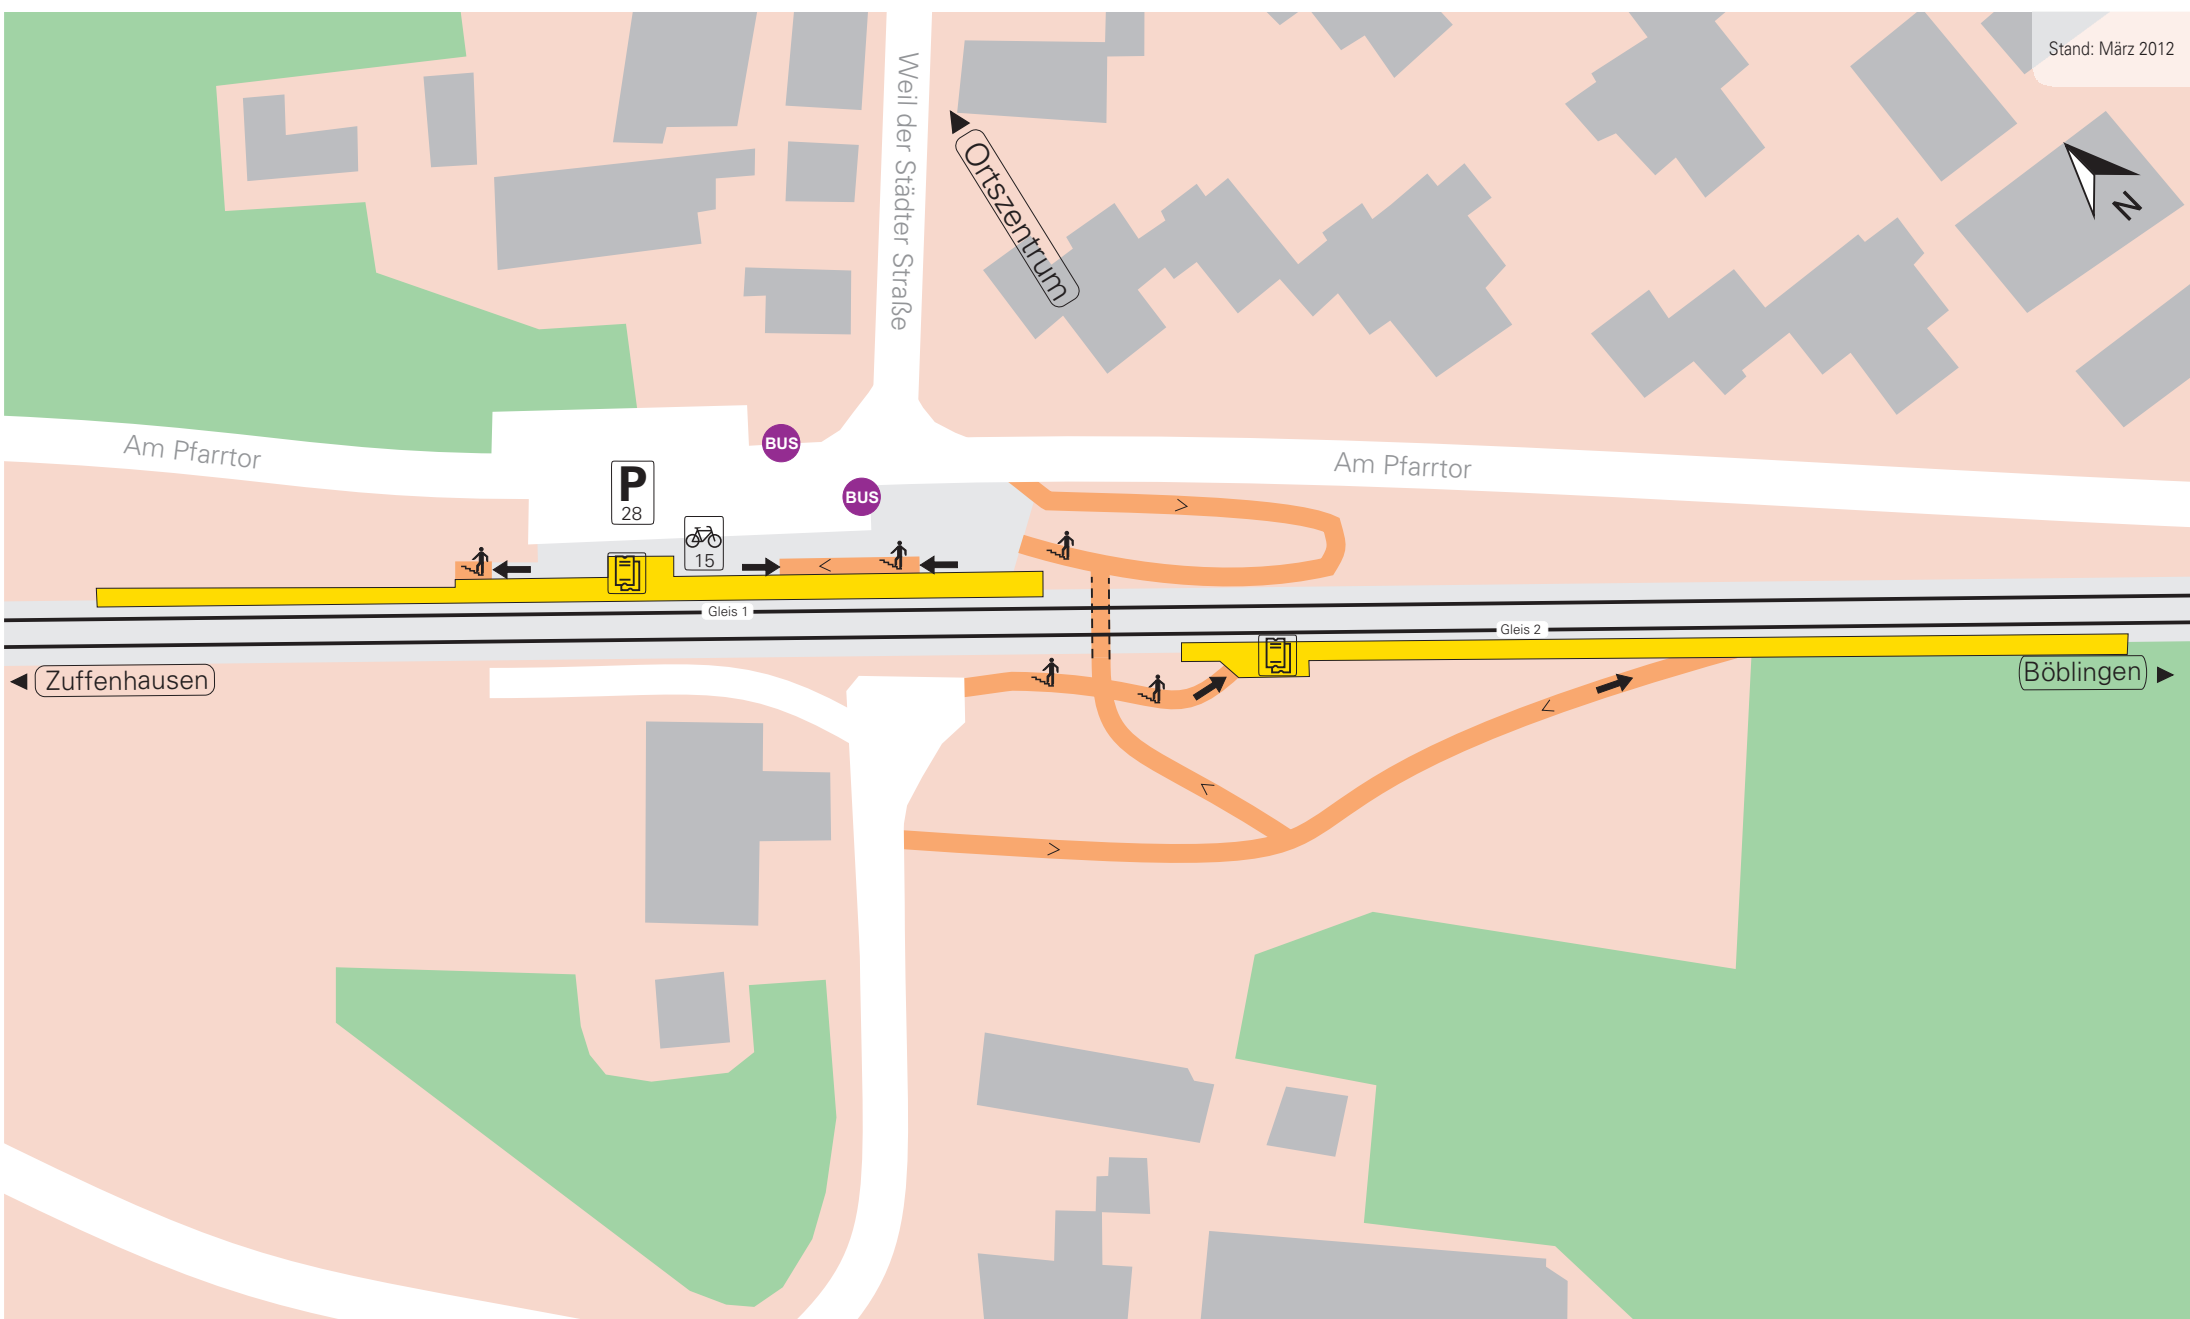 Stand: März 2012
Weil der Städter Straße
Ortszentrum
N
Am Pfarrtor
BUS
Am Pfarrtor
P
28
BUS
15
Gleis 1
Gleis 2
Zuffenhausen
Böblingen